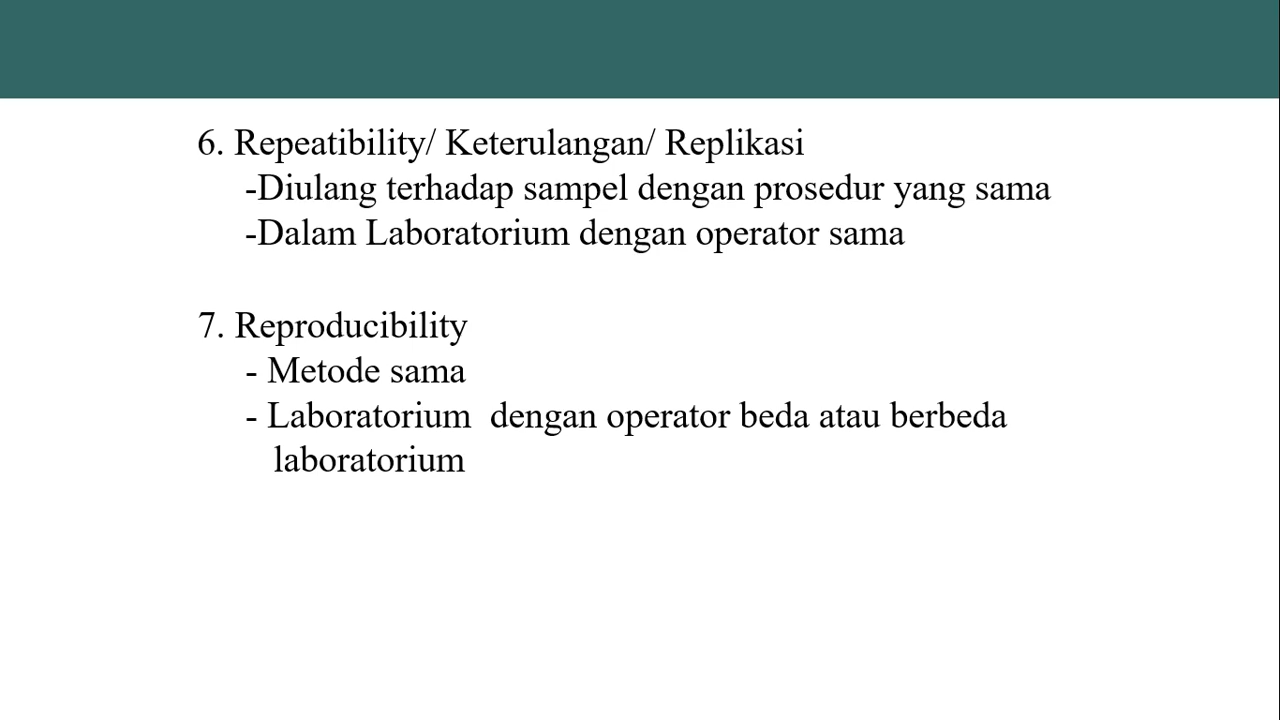 6. Repeatibility/ Keterulangan/ Replikasi
-Diulang terhadap sampel dengan prosedur yang sama
-Dalam Laboratorium dengan operator sama
7. Reproducibility
- Metode sama
- Laboratorium  dengan operator beda atau berbeda
laboratorium